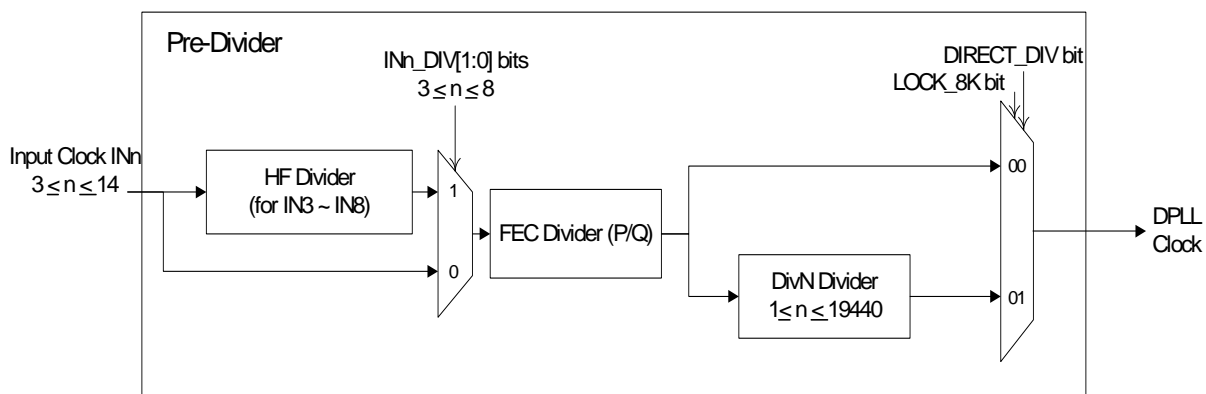 Pre-Divider
INn_DIV[1:0] bits
3 ≤ n ≤ 8
DIRECT_DIV bit
LOCK_8K bit
Input Clock INn
3 ≤ n ≤ 14
HF Divider
(for IN3 ~ IN8)
1
0
FEC Divider (P/Q)
00
DivN Divider
1≤ n ≤ 19440
01
DPLL
Clock